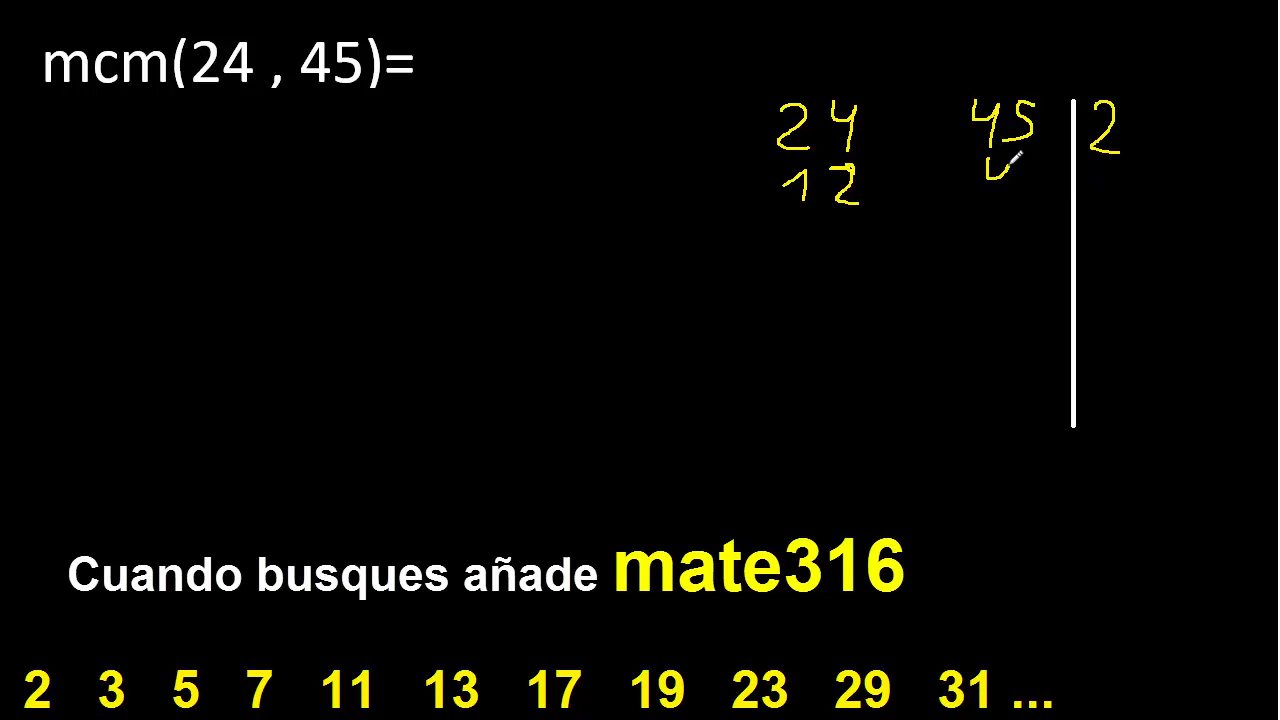 mcm(24 , 45)=
24 45 2
12
Cuando busques añade mate316
2 3 5 7 11 13 17 19 23 29 31 ...